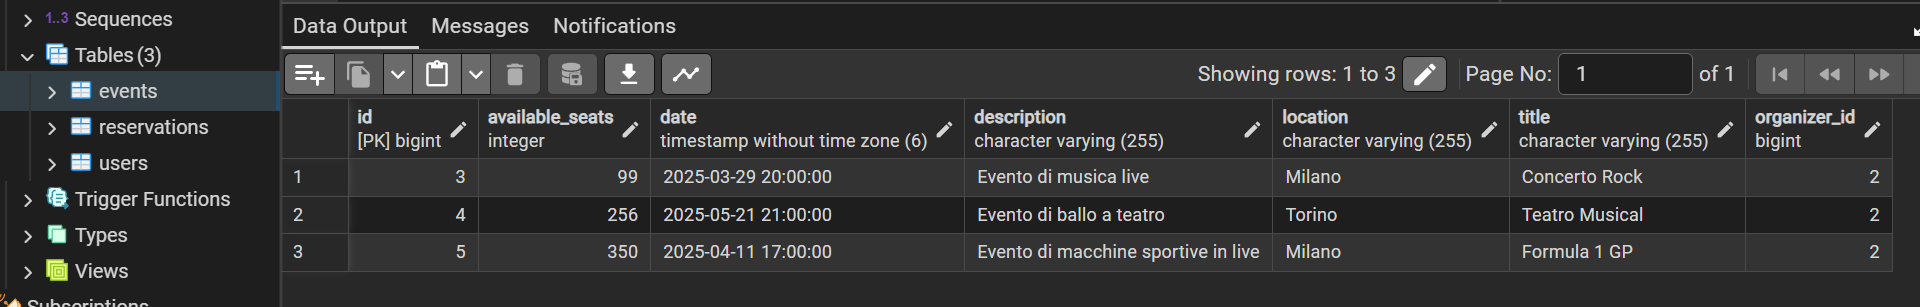 1..3 Sequences
Tables (3)
events
reservations
users
Trigger Functions
Types
Views
Subscriptions
Data Output Messages Notifications
Showing rows: 1 to 3 Page No: 1 of 1
id available_seats date description location title organizer_id
[PK] bigint integer timestamp without time zone (6) character varying (255) character varying (255) character varying (255) bigint
1 3 99 2025-03-29 20:00:00 Evento di musica live Milano Concerto Rock 2
2 4 256 2025-05-21 21:00:00 Evento di ballo a teatro Torino Teatro Musical 2
3 5 350 2025-04-11 17:00:00 Evento di macchine sportive in live Milano Formula 1 GP 2